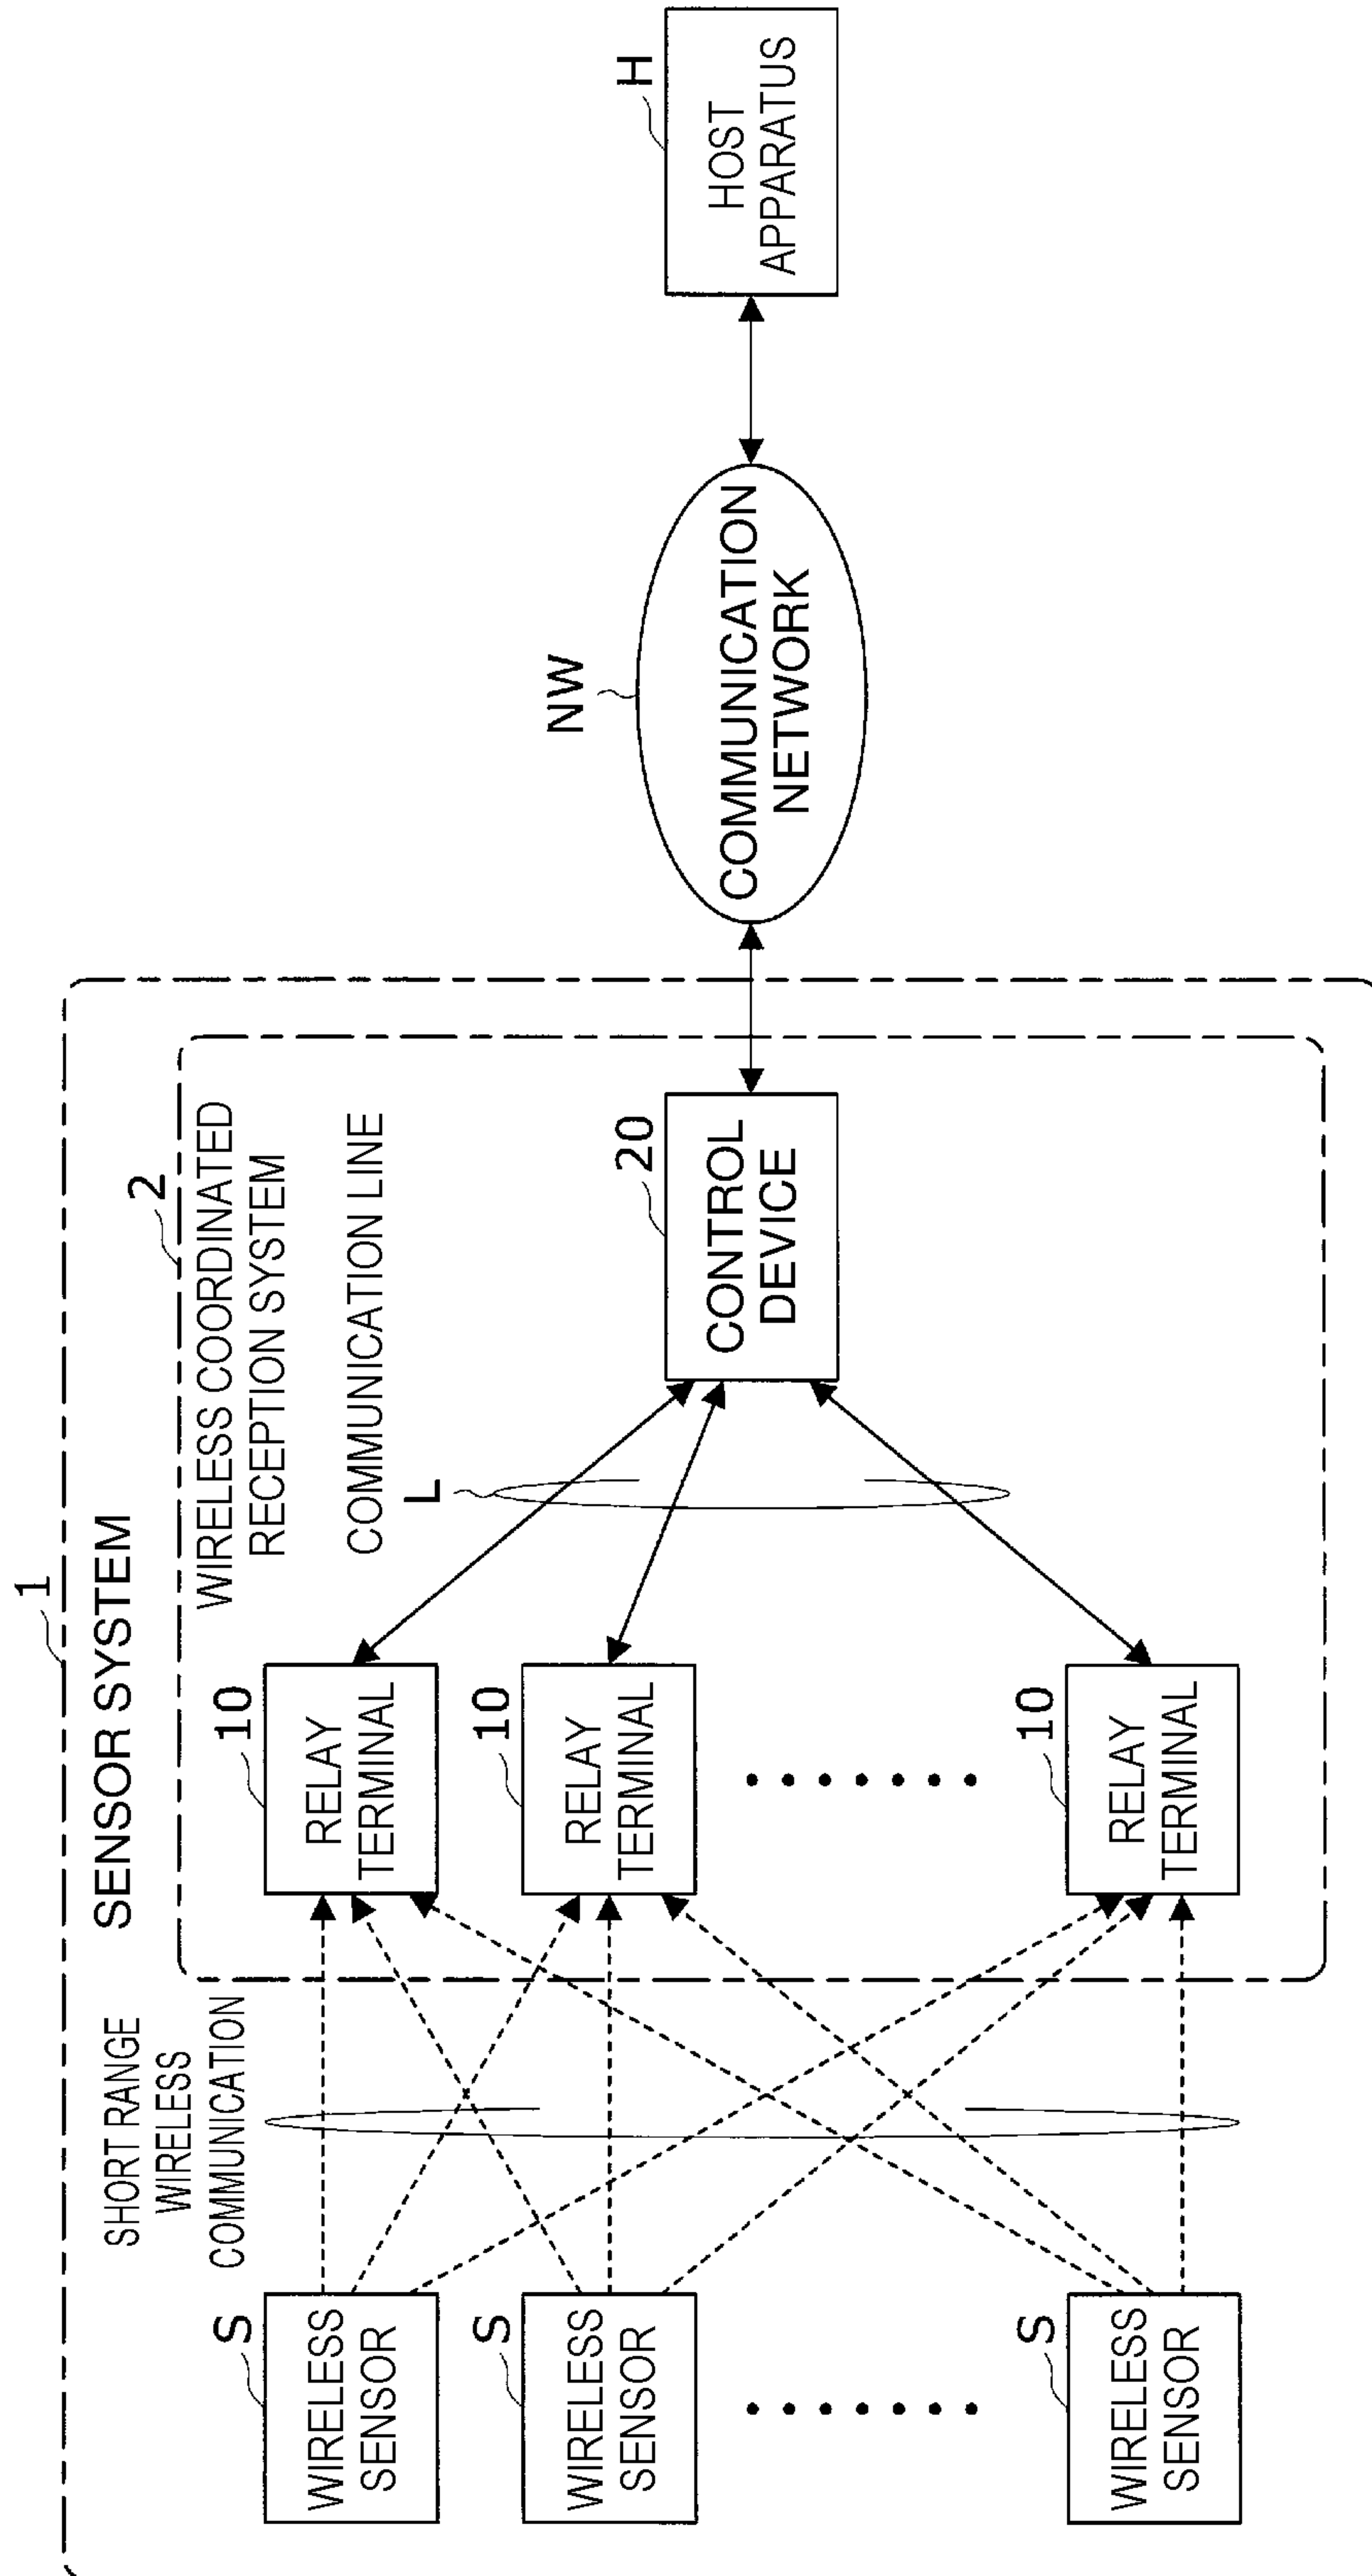 1
SENSOR SYSTEM
2
WIRELESS COORDINATED
RECEPTION SYSTEM
SHORT RANGE
WIRELESS
COMMUNICATION
COMMUNICATION LINE
L
S
WIRELESS
SENSOR
S
WIRELESS
SENSOR
S
WIRELESS
SENSOR
10
RELAY
TERMINAL
10
RELAY
TERMINAL
10
RELAY
TERMINAL
20
CONTROL
DEVICE
NW
COMMUNICATION
NETWORK
H
HOST
APPARATUS